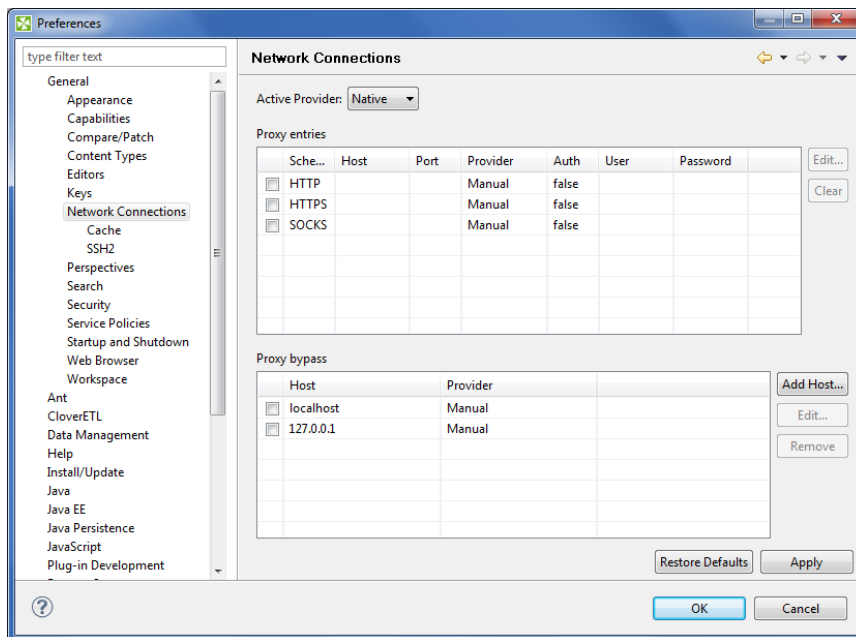 Preferences
type filter text
General
Appearance
Capabilities
Compare/Patch
Content Types
Editors
Keys
Network Connections
Cache
SSH2
Perspectives
Search
Security
Service Policies
Startup and Shutdown
Web Browser
Workspace
Ant
CloverETL
Data Management
Help
Install/Update
Java
Java EE
Java Persistence
JavaScript
Plug-in Development
Network Connections
Active Provider: Native
Proxy entries
Sche... Host Port Provider Auth User Password
HTTP Manual false
HTTPS Manual false
SOCKS Manual false
Edit...
Clear
Proxy bypass
Host Provider
localhost Manual
127.0.0.1 Manual
Add Host...
Edit...
Remove
Restore Defaults Apply
OK Cancel